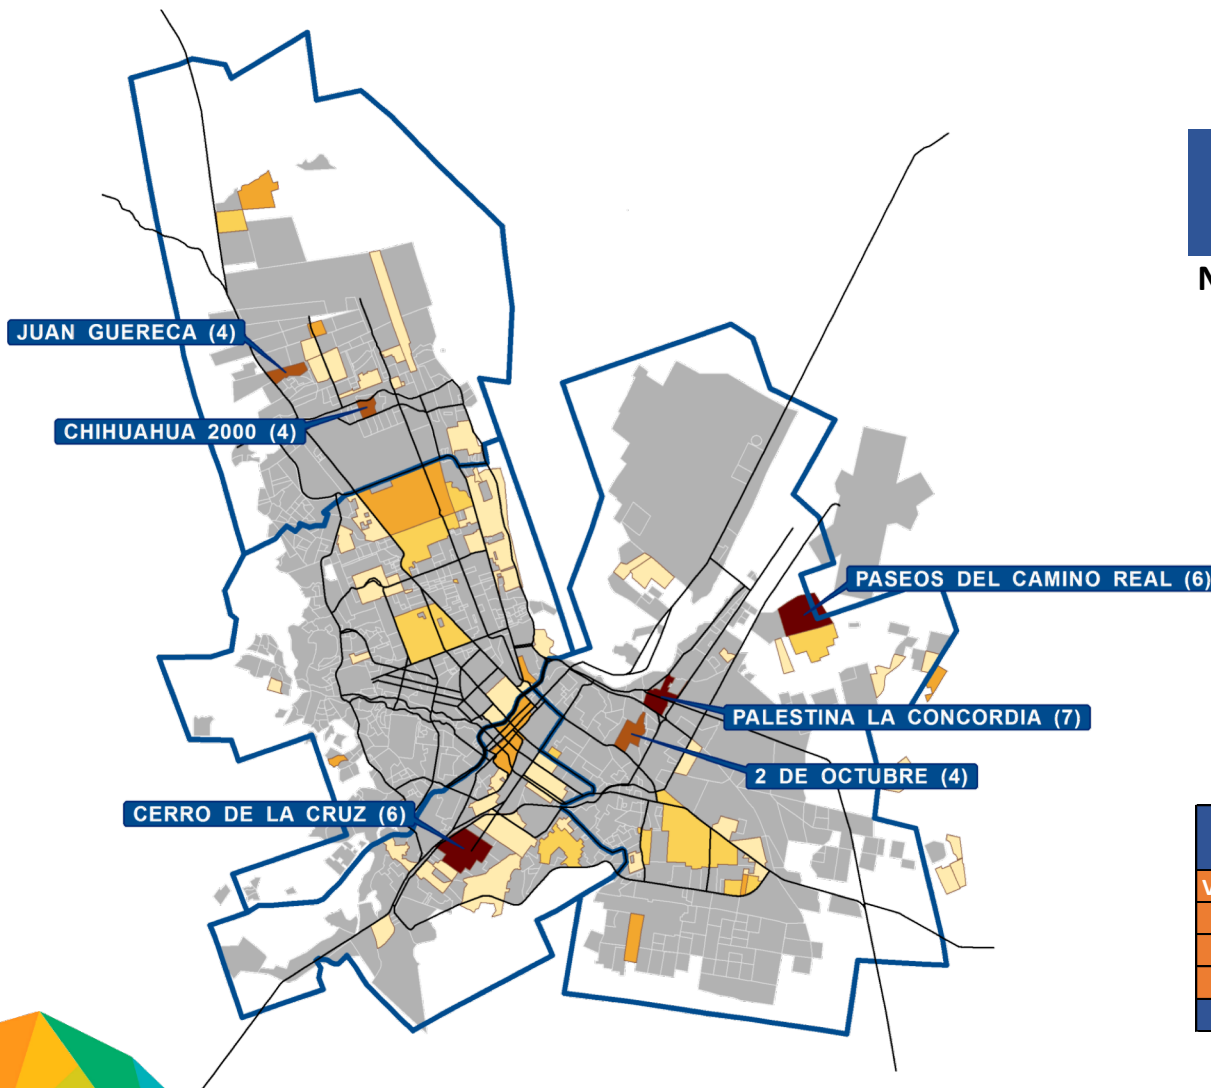 N
JUAN GUERECA (4)
CHIHUAHUA 2000 (4)
PASEOS DEL CAMINO REAL (6)
PALESTINA LA CONCORDIA (7)
2 DE OCTUBRE (4)
CERRO DE LA CRUZ (6)
V